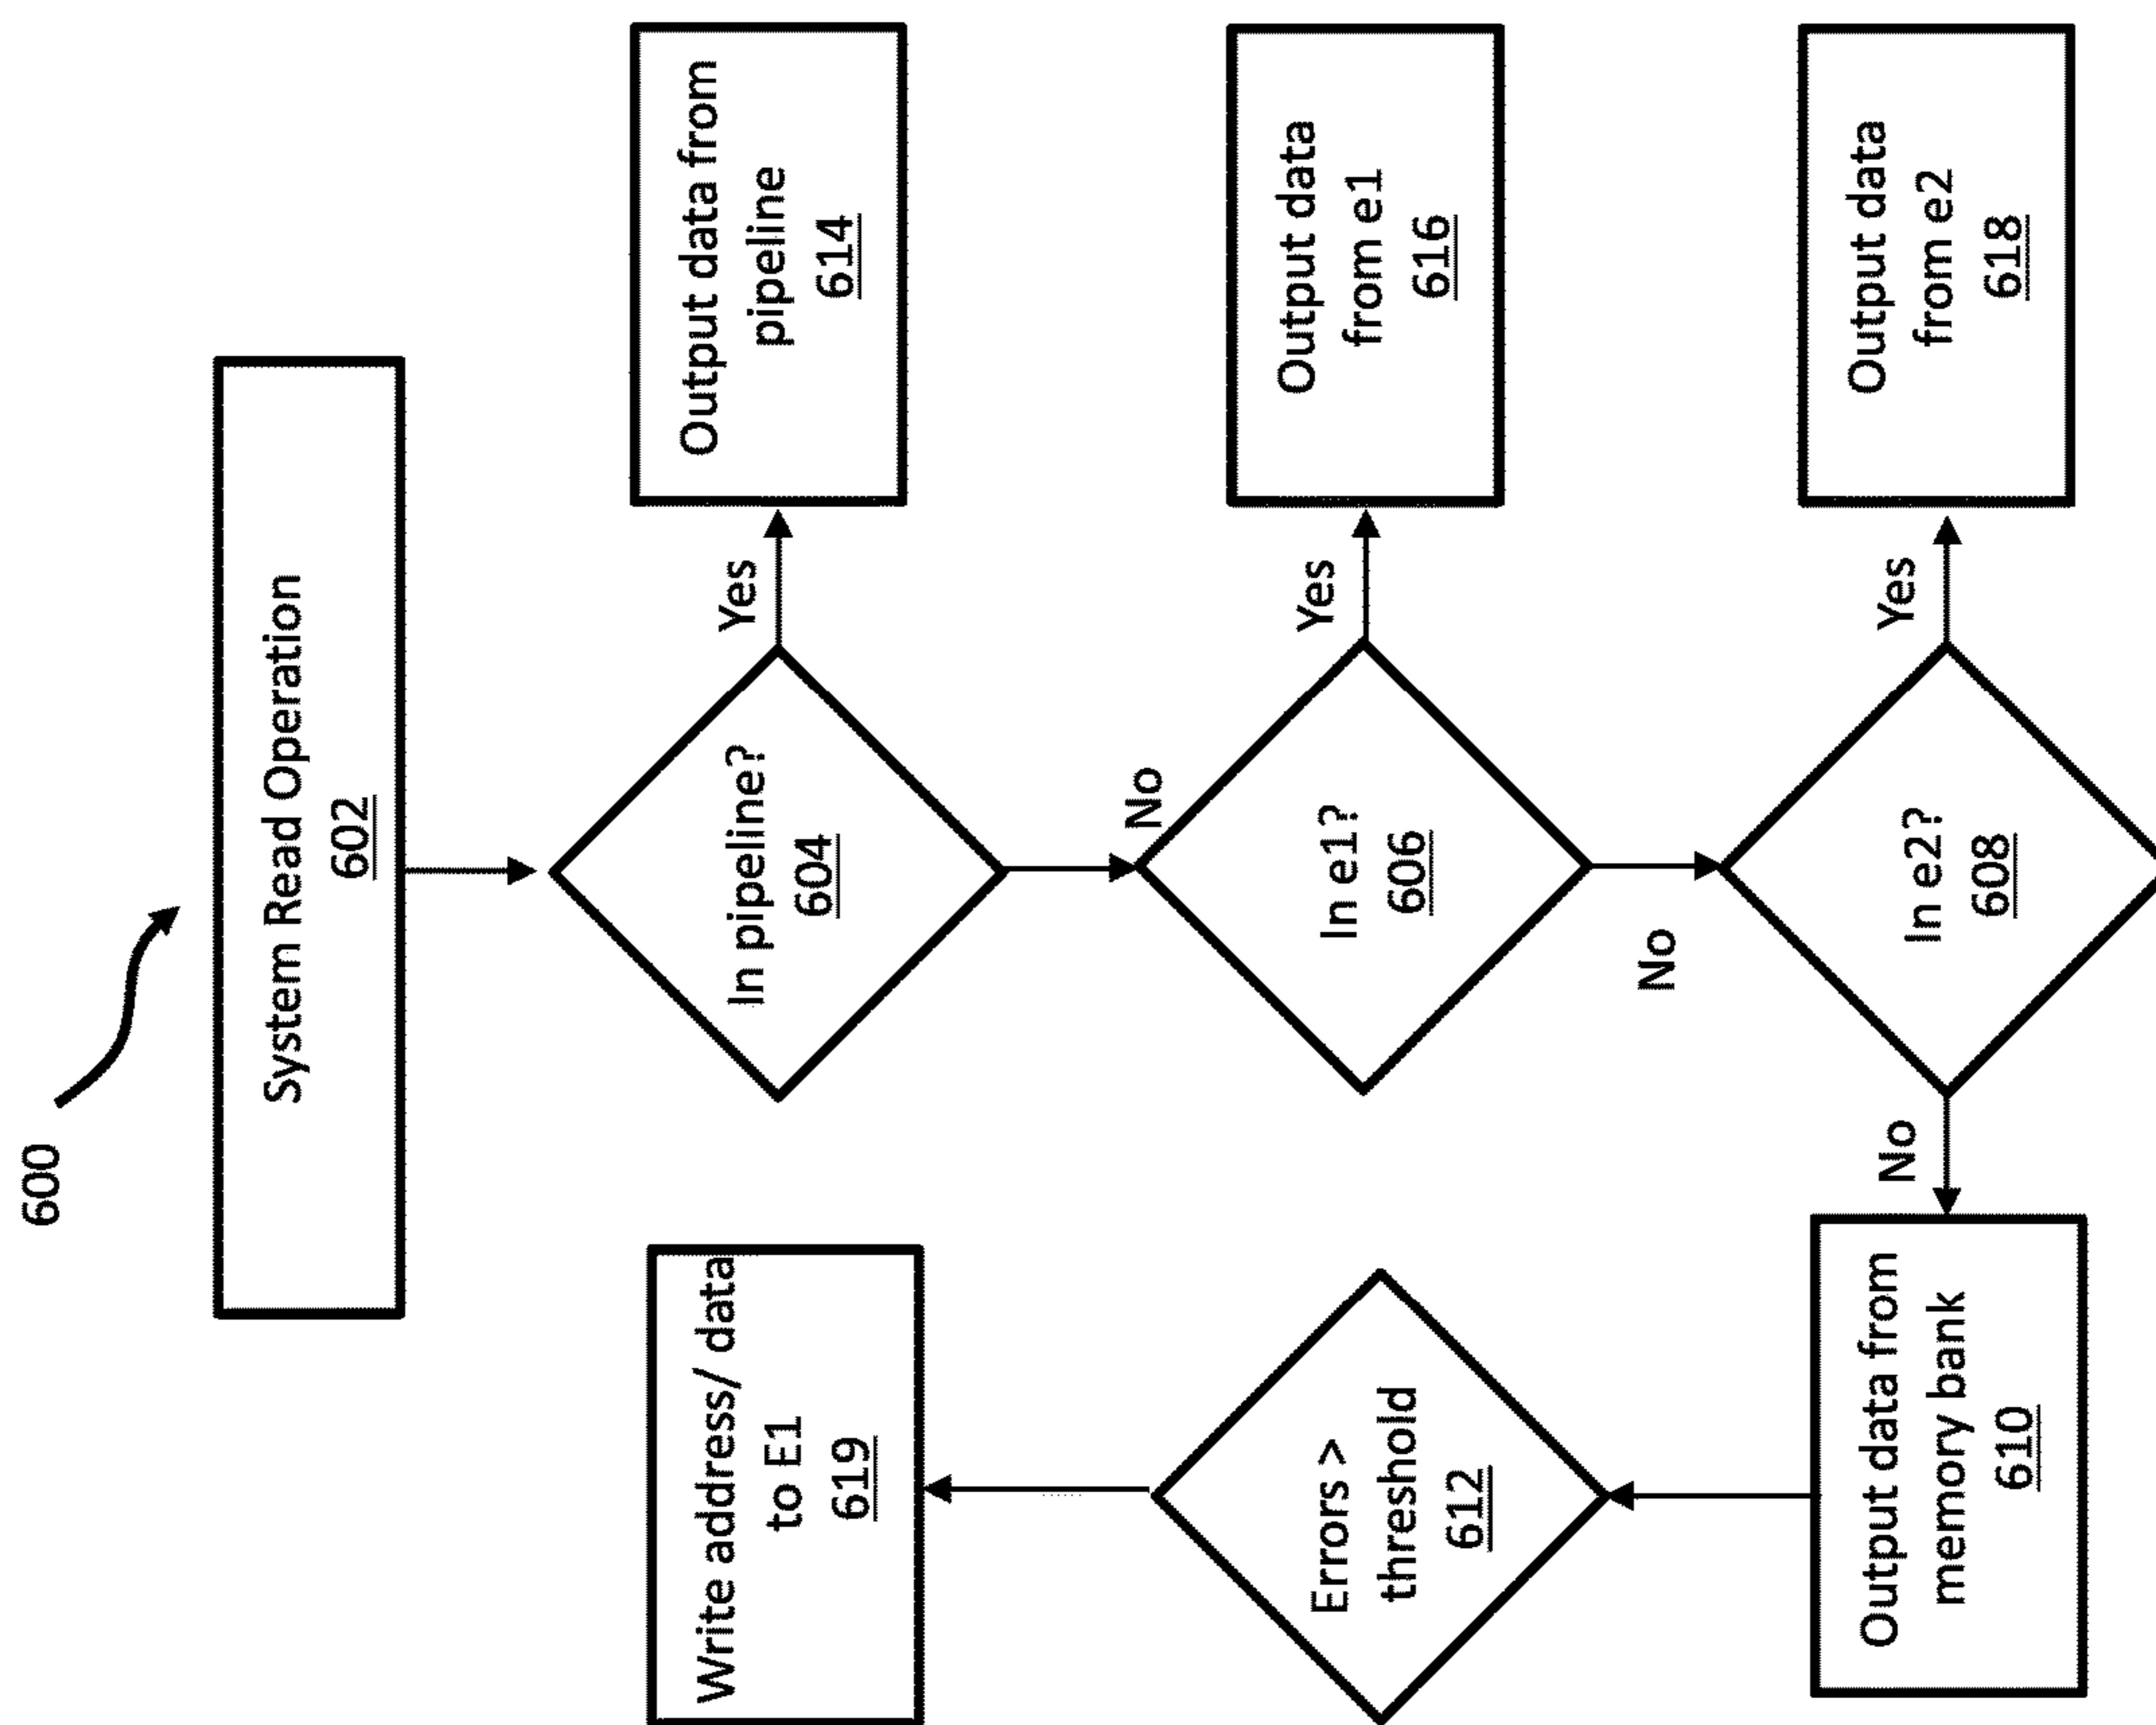 600
System Read Operation
602
In pipeline?
604
Yes
Output data from
pipeline
614
No
In e1?
606
Yes
Output data
from e1
616
No
In e2?
608
Yes
Output data
from e2
618
No
Output data from
memory bank
610
Errors >
threshold
612
Write address/ data
to E1
619